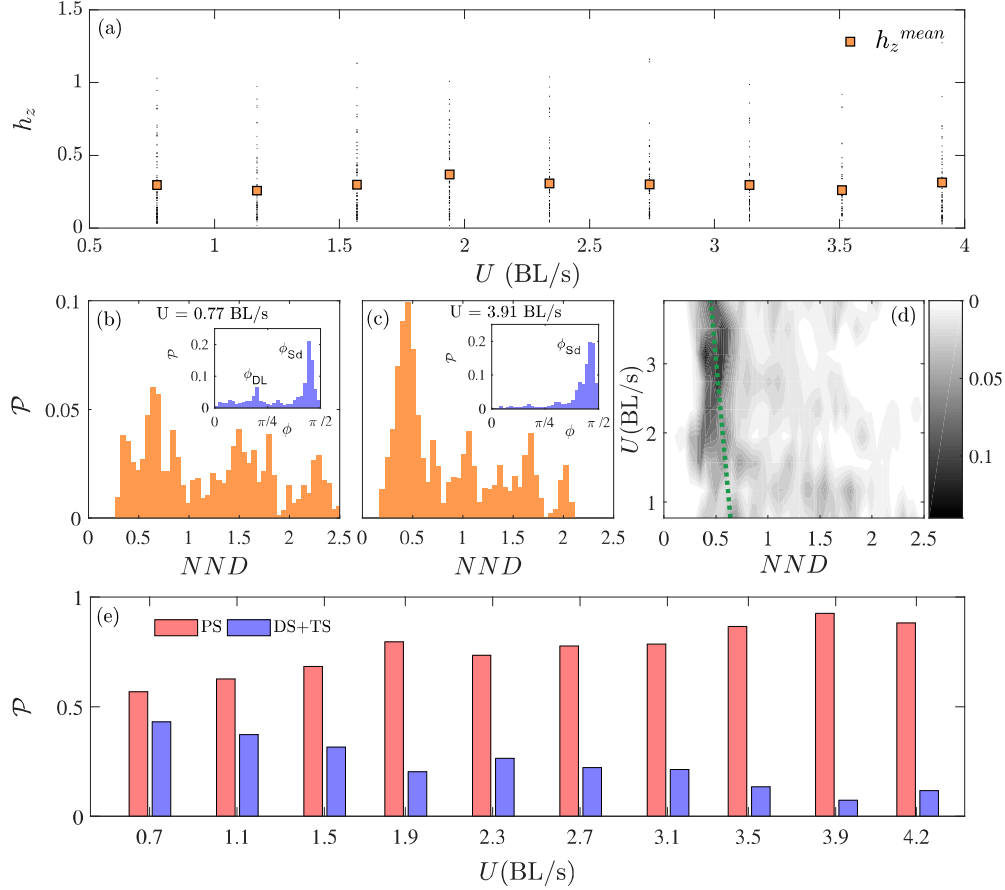 (a)
h_z^mean
1.5
1
0.5
0
h_z
0.5
1
1.5
2
2.5
3
3.5
4
U (BL/s)
(b)
U = 0.77 BL/s
0.1
0.05
0
𝒫
0
0.5
1
1.5
2
2.5
NND
𝒫
0.2
0.1
0
ϕ_DL
ϕ_Sd
0
π/4
π /2
ϕ
(c)
U = 3.91 BL/s
0
0.5
1
1.5
2
2.5
NND
𝒫
0.2
0.1
0
ϕ_Sd
0
π/4
π /2
ϕ
(d)
U(BL/s)
3
2
1
0
0.5
1
1.5
2
2.5
NND
0
0.05
0.1
(e)
PS
DS+TS
1
0.5
0
𝒫
0.7
1.1
1.5
1.9
2.3
2.7
3.1
3.5
3.9
4.2
U(BL/s)